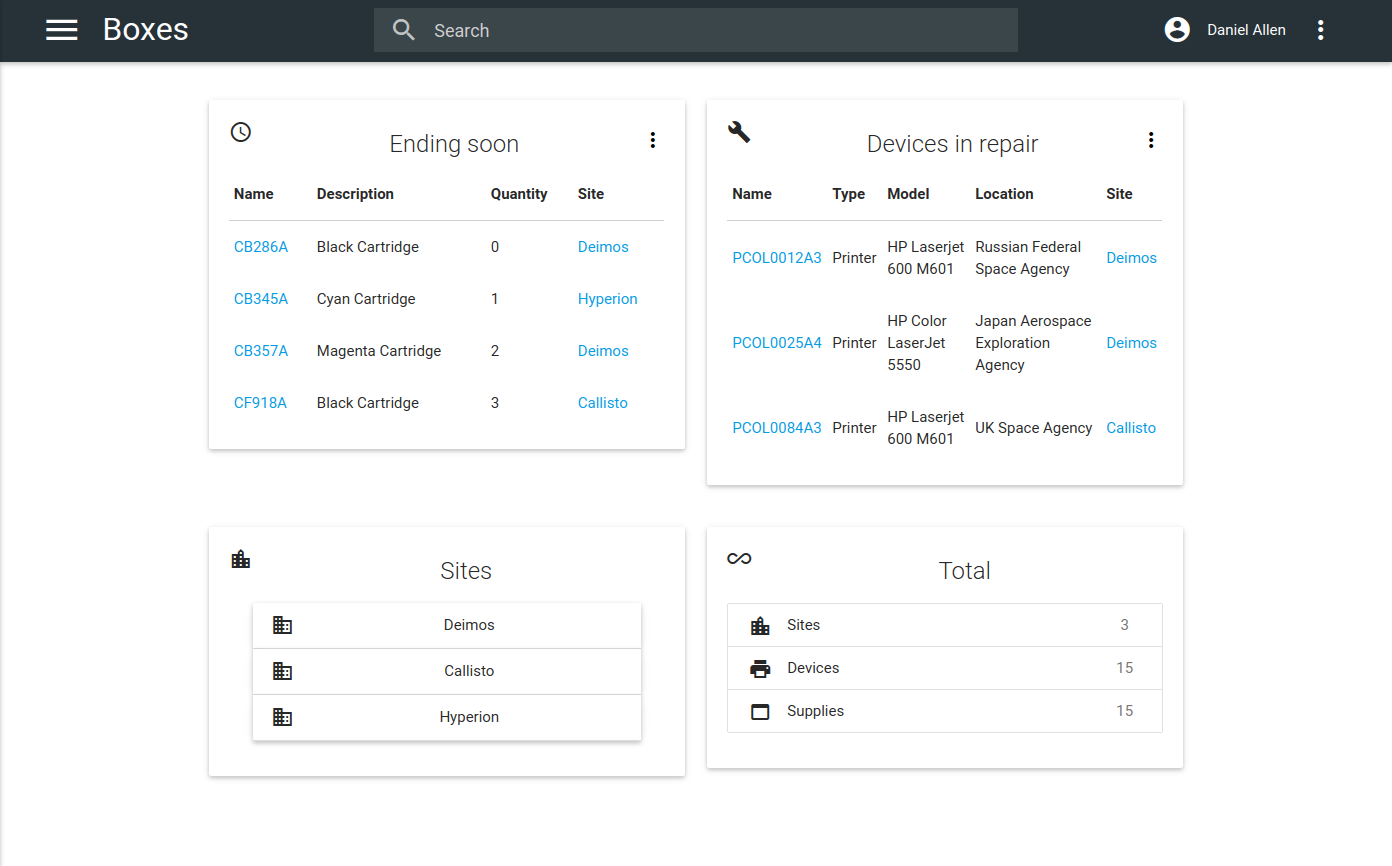 Boxes
Search
Daniel Allen
Ending soon
Name Description Quantity Site
CB286A Black Cartridge 0 Deimos
CB345A Cyan Cartridge 1 Hyperion
CB357A Magenta Cartridge 2 Deimos
CF918A Black Cartridge 3 Callisto
Devices in repair
Name Type Model Location Site
PCOL0012A3 Printer HP Laserjet 600 M601 Russian Federal Space Agency Deimos
PCOL0025A4 Printer HP Color LaserJet 5550 Japan Aerospace Exploration Agency Deimos
PCOL0084A3 Printer HP Laserjet 600 M601 UK Space Agency Callisto
Sites
Deimos
Callisto
Hyperion
Total
Sites 3
Devices 15
Supplies 15